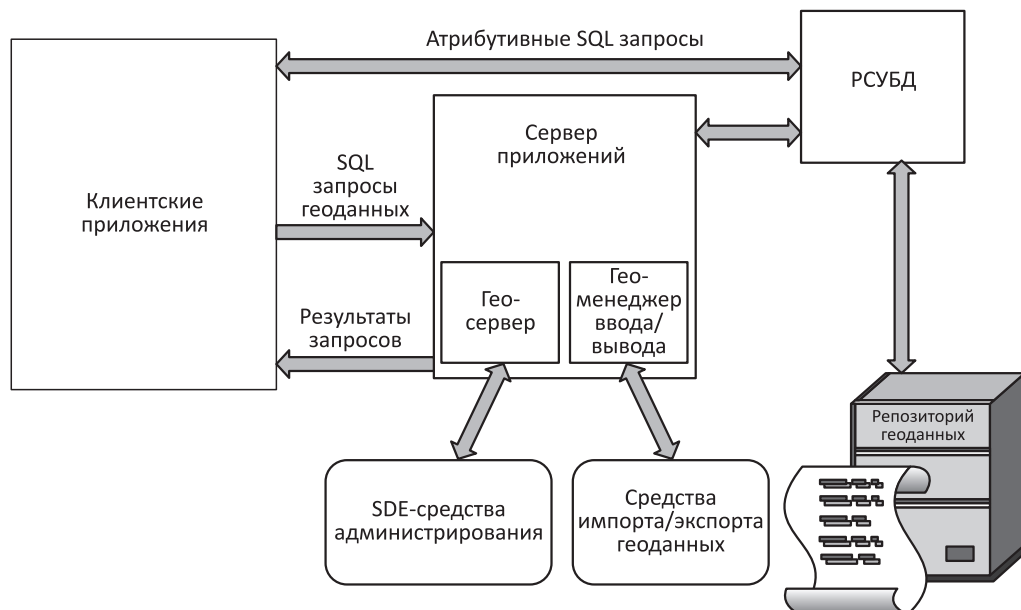 Атрибутивные SQL запросы
РСУБД
Сервер
приложений
SQL
запросы
геоданных
Клиентские
приложения
Гео-
сервер
Гео-
менеджер
ввода/
вывода
Результаты
запросов
Репозиторий
геоданных
SDE-средства
администрирования
Средства
импорта/экспорта
геоданных